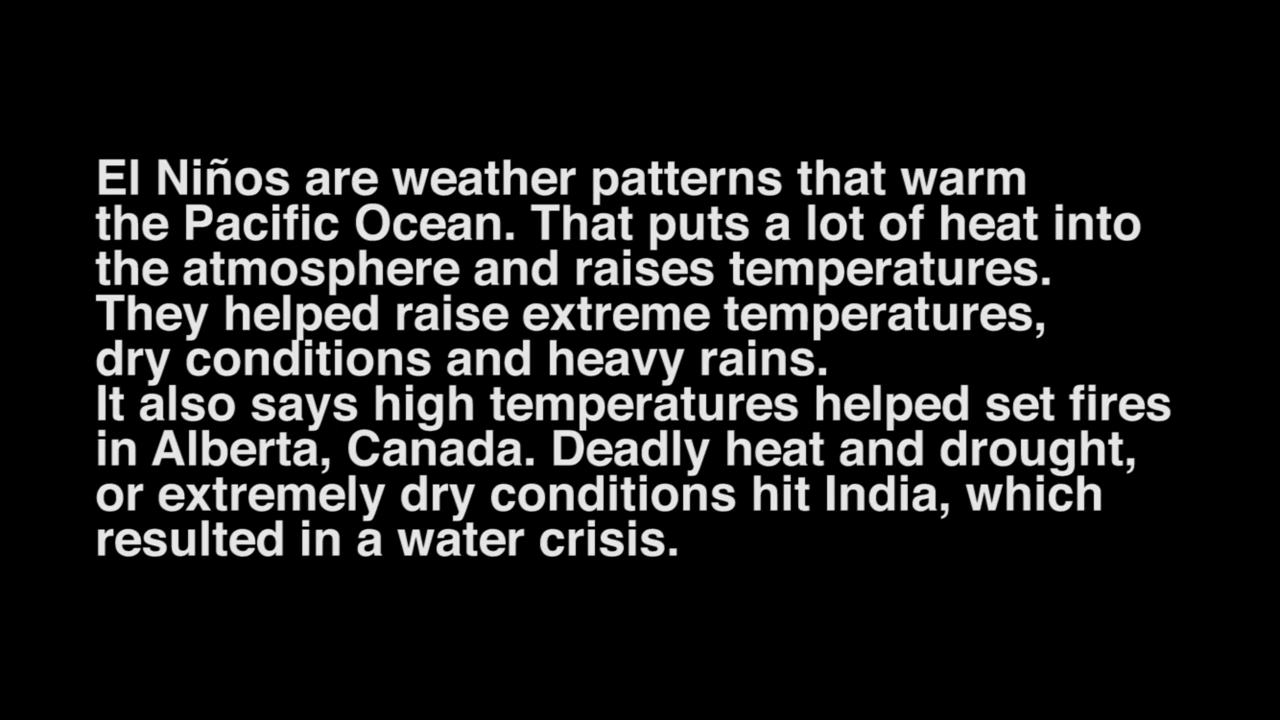 El Niños are weather patterns that warm
the Pacific Ocean. That puts a lot of heat into
the atmosphere and raises temperatures.
They helped raise extreme temperatures,
dry conditions and heavy rains.
It also says high temperatures helped set fires
in Alberta, Canada. Deadly heat and drought,
or extremely dry conditions hit India, which
resulted in a water crisis.